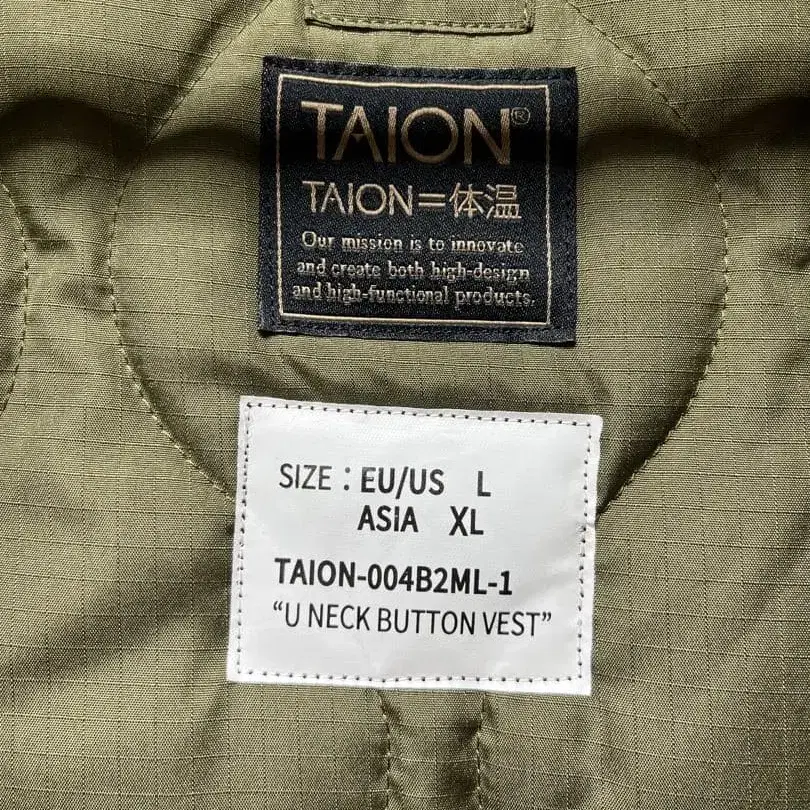 TAION®
TAION=体温
Our mission is to innovate
and create both high-design
and high-functional products.
SIZE : EU/US L
ASIA XL
TAION-004B2ML-1
“U NECK BUTTON VEST”